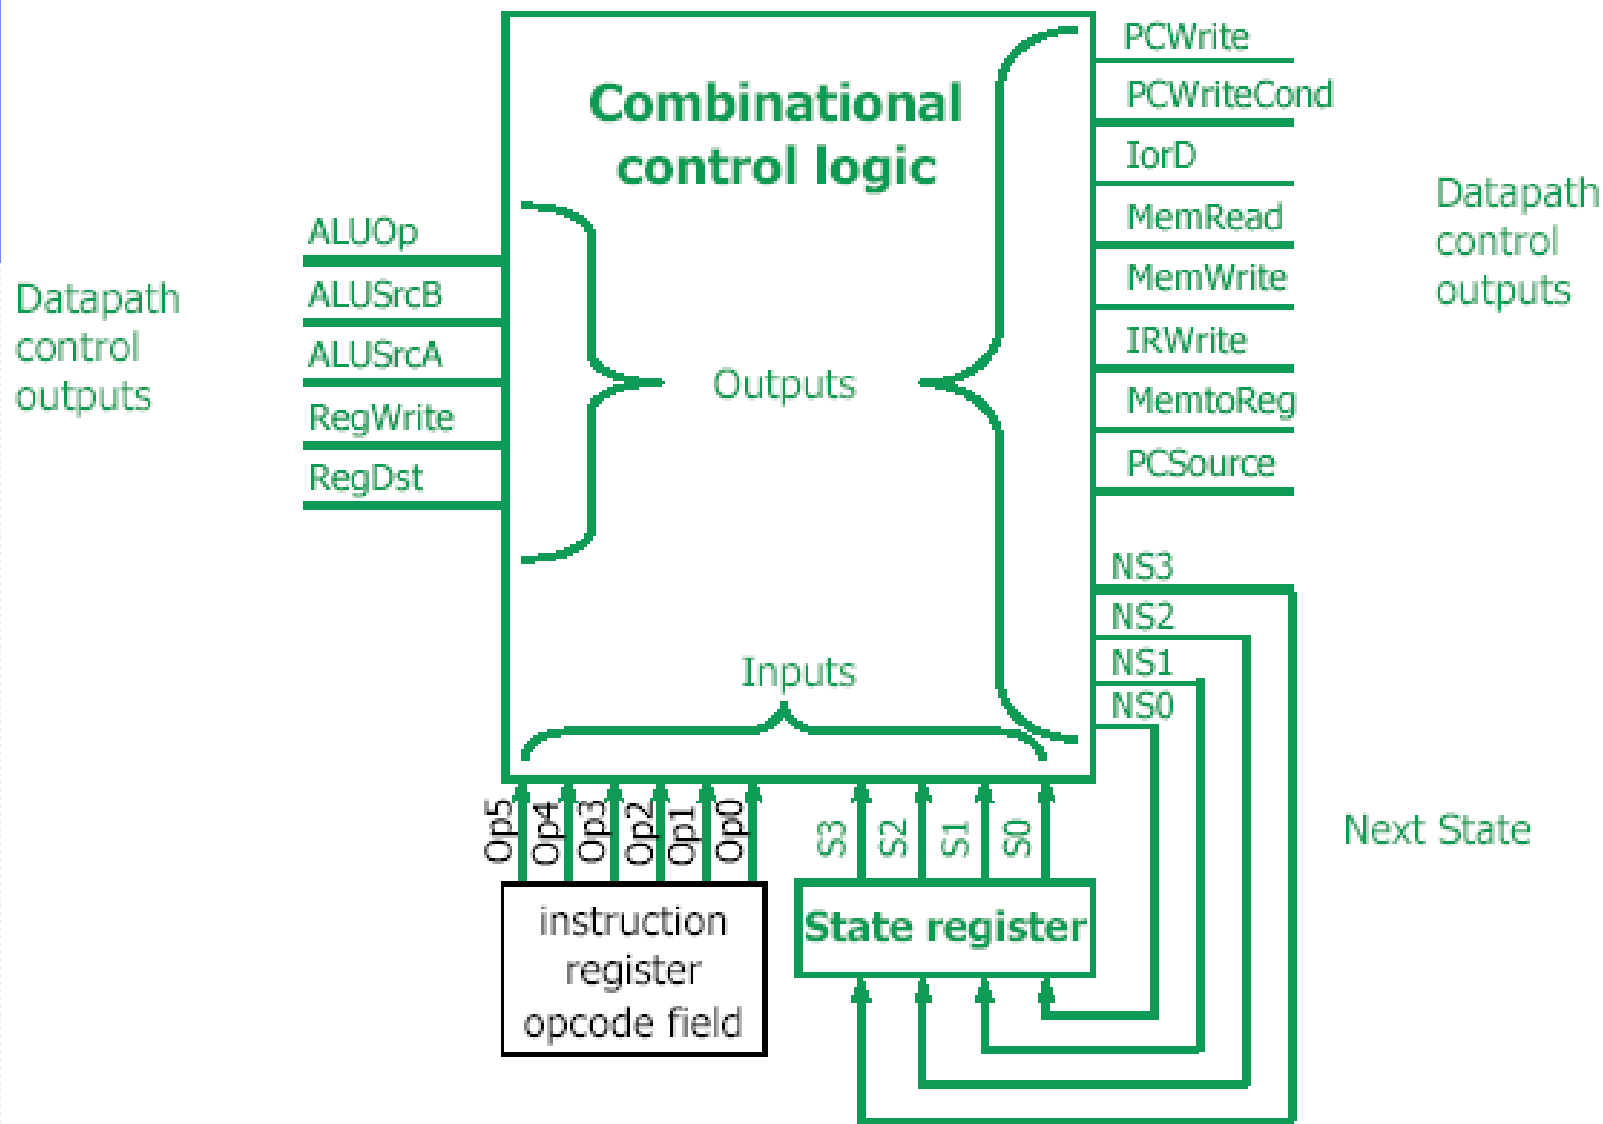 Combinational
control logic
ALUOp
ALUSrcB
ALUSrcA
RegWrite
RegDst
Datapath
control
outputs
Outputs
Inputs
PCWrite
PCWriteCond
IorD
MemRead
MemWrite
IRWrite
MemtoReg
PCSource
Datapath
control
outputs
NS3
NS2
NS1
NS0
Next State
Op5
Op4
Op3
Op2
Op1
Op0
S3
S2
S1
S0
instruction
register
opcode field
State register